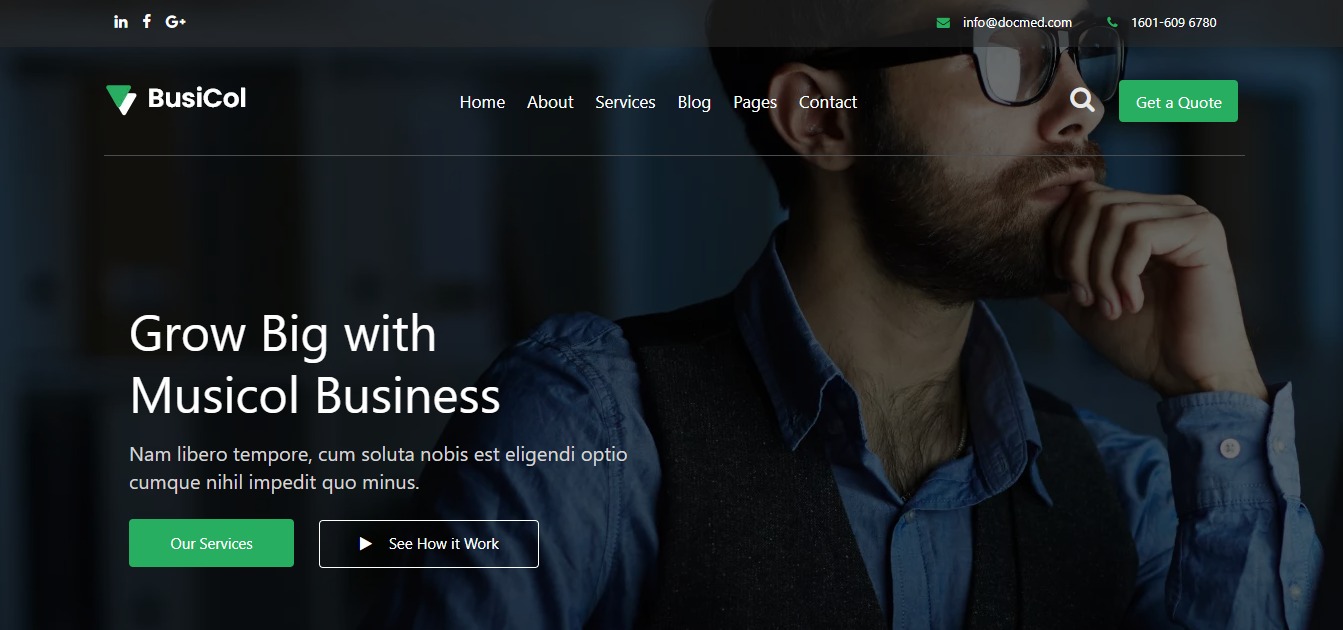 in f G+
info@docmed.com 1601-609 6780
BusiCol
Home About Services Blog Pages Contact
Get a Quote
Grow Big with
Musicol Business
Nam libero tempore, cum soluta nobis est eligendi optio
cumque nihil impedit quo minus.
Our Services
See How it Work